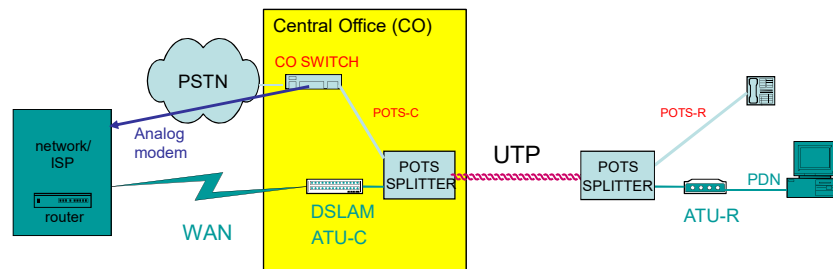 Central Office (CO)
CO SWITCH
PSTN
POTS-C
POTS-R
Analog
modem
network/
ISP
router
WAN
DSLAM
ATU-C
POTS
SPLITTER
UTP
POTS
SPLITTER
ATU-R
PDN